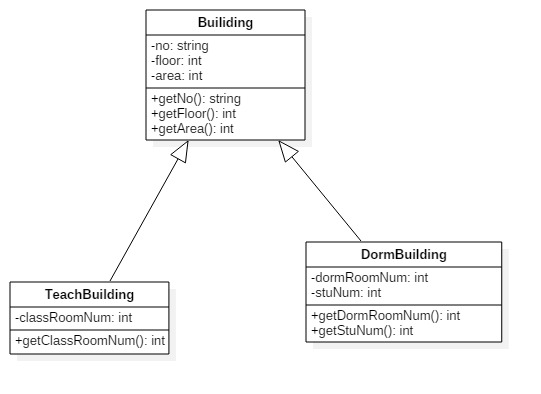 Builiding
-no: string
-floor: int
-area: int
+getNo(): string
+getFloor(): int
+getArea(): int
TeachBuilding
-classRoomNum: int
+getClassRoomNum(): int
DormBuilding
-dormRoomNum: int
-stuNum: int
+getDormRoomNum(): int
+getStuNum(): int